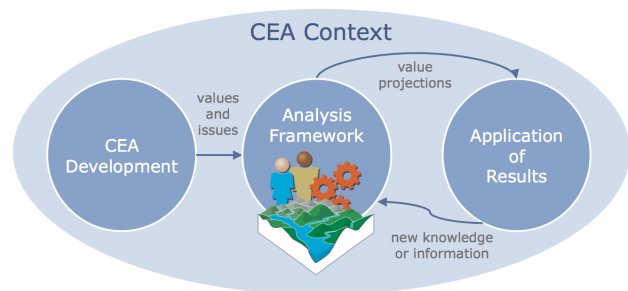 CEA Context
CEA
Development
values
and
issues
Analysis
Framework
value
projections
Application
of
Results
new knowledge
or information